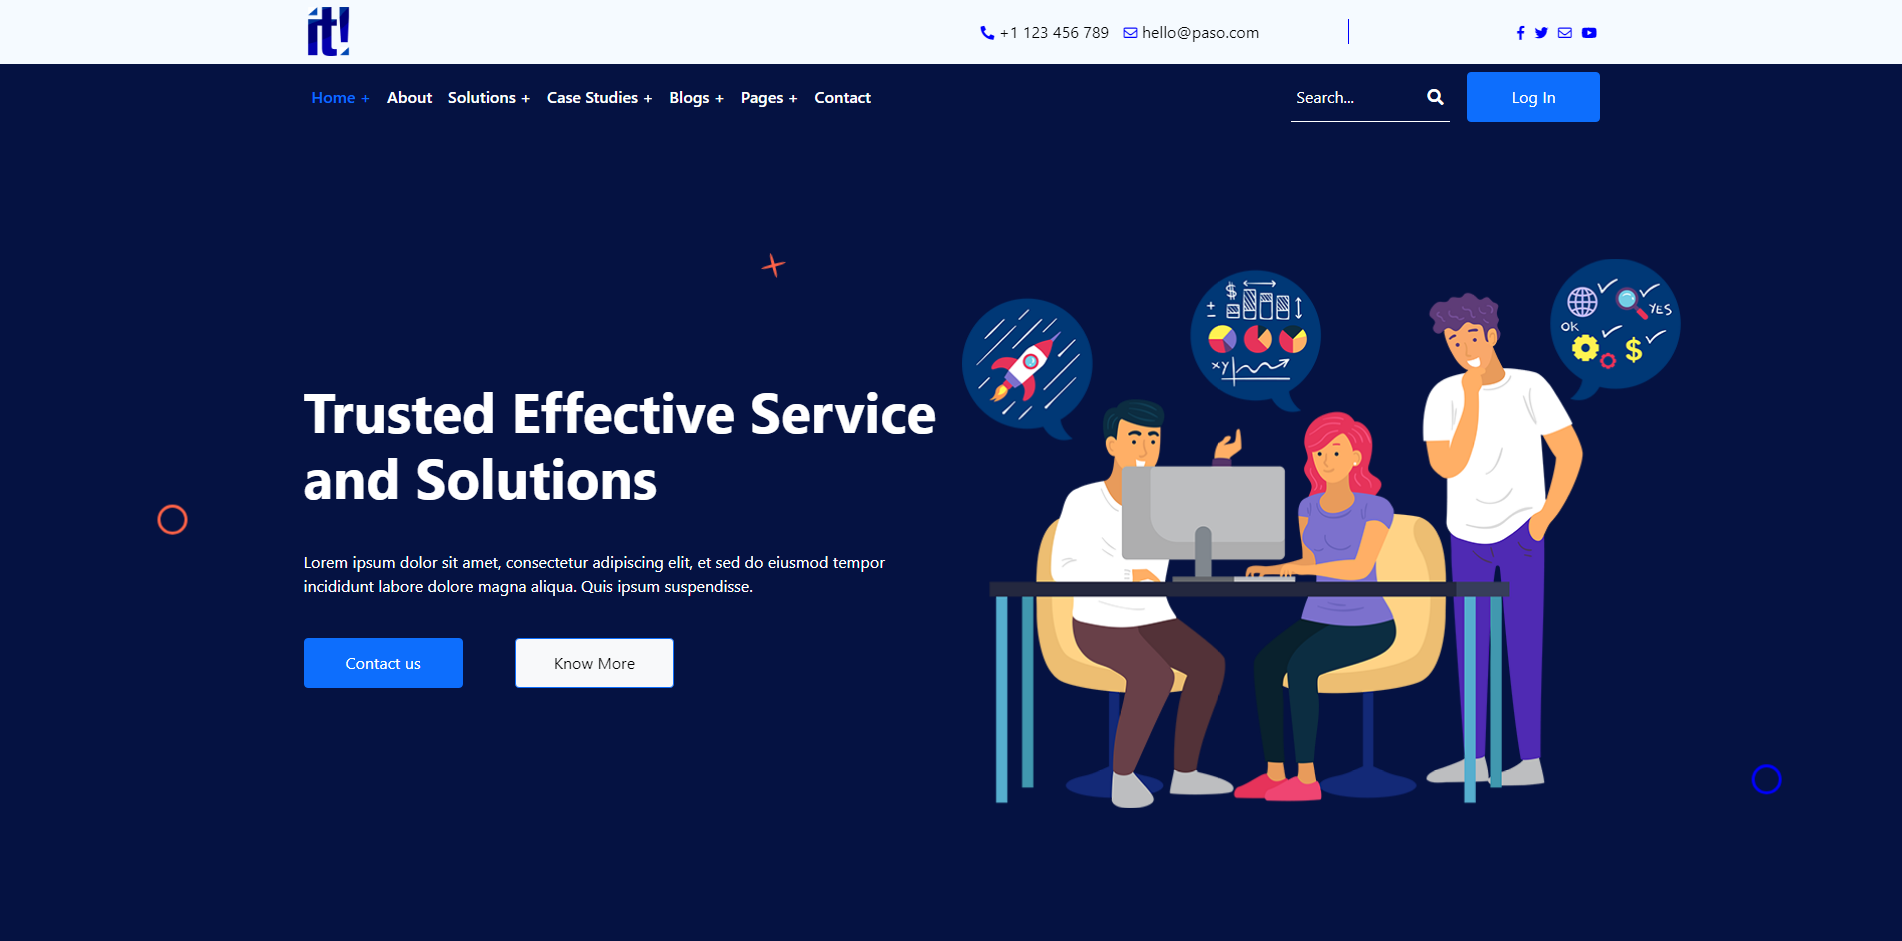 it!
+1 123 456 789 hello@paso.com
Home + About Solutions + Case Studies + Blogs + Pages + Contact
Search...
Log In
$
+
-
xy
YES
OK
$
Trusted Effective Service
and Solutions
Lorem ipsum dolor sit amet, consectetur adipiscing elit, et sed do eiusmod tempor
incididunt labore dolore magna aliqua. Quis ipsum suspendisse.
Contact us
Know More